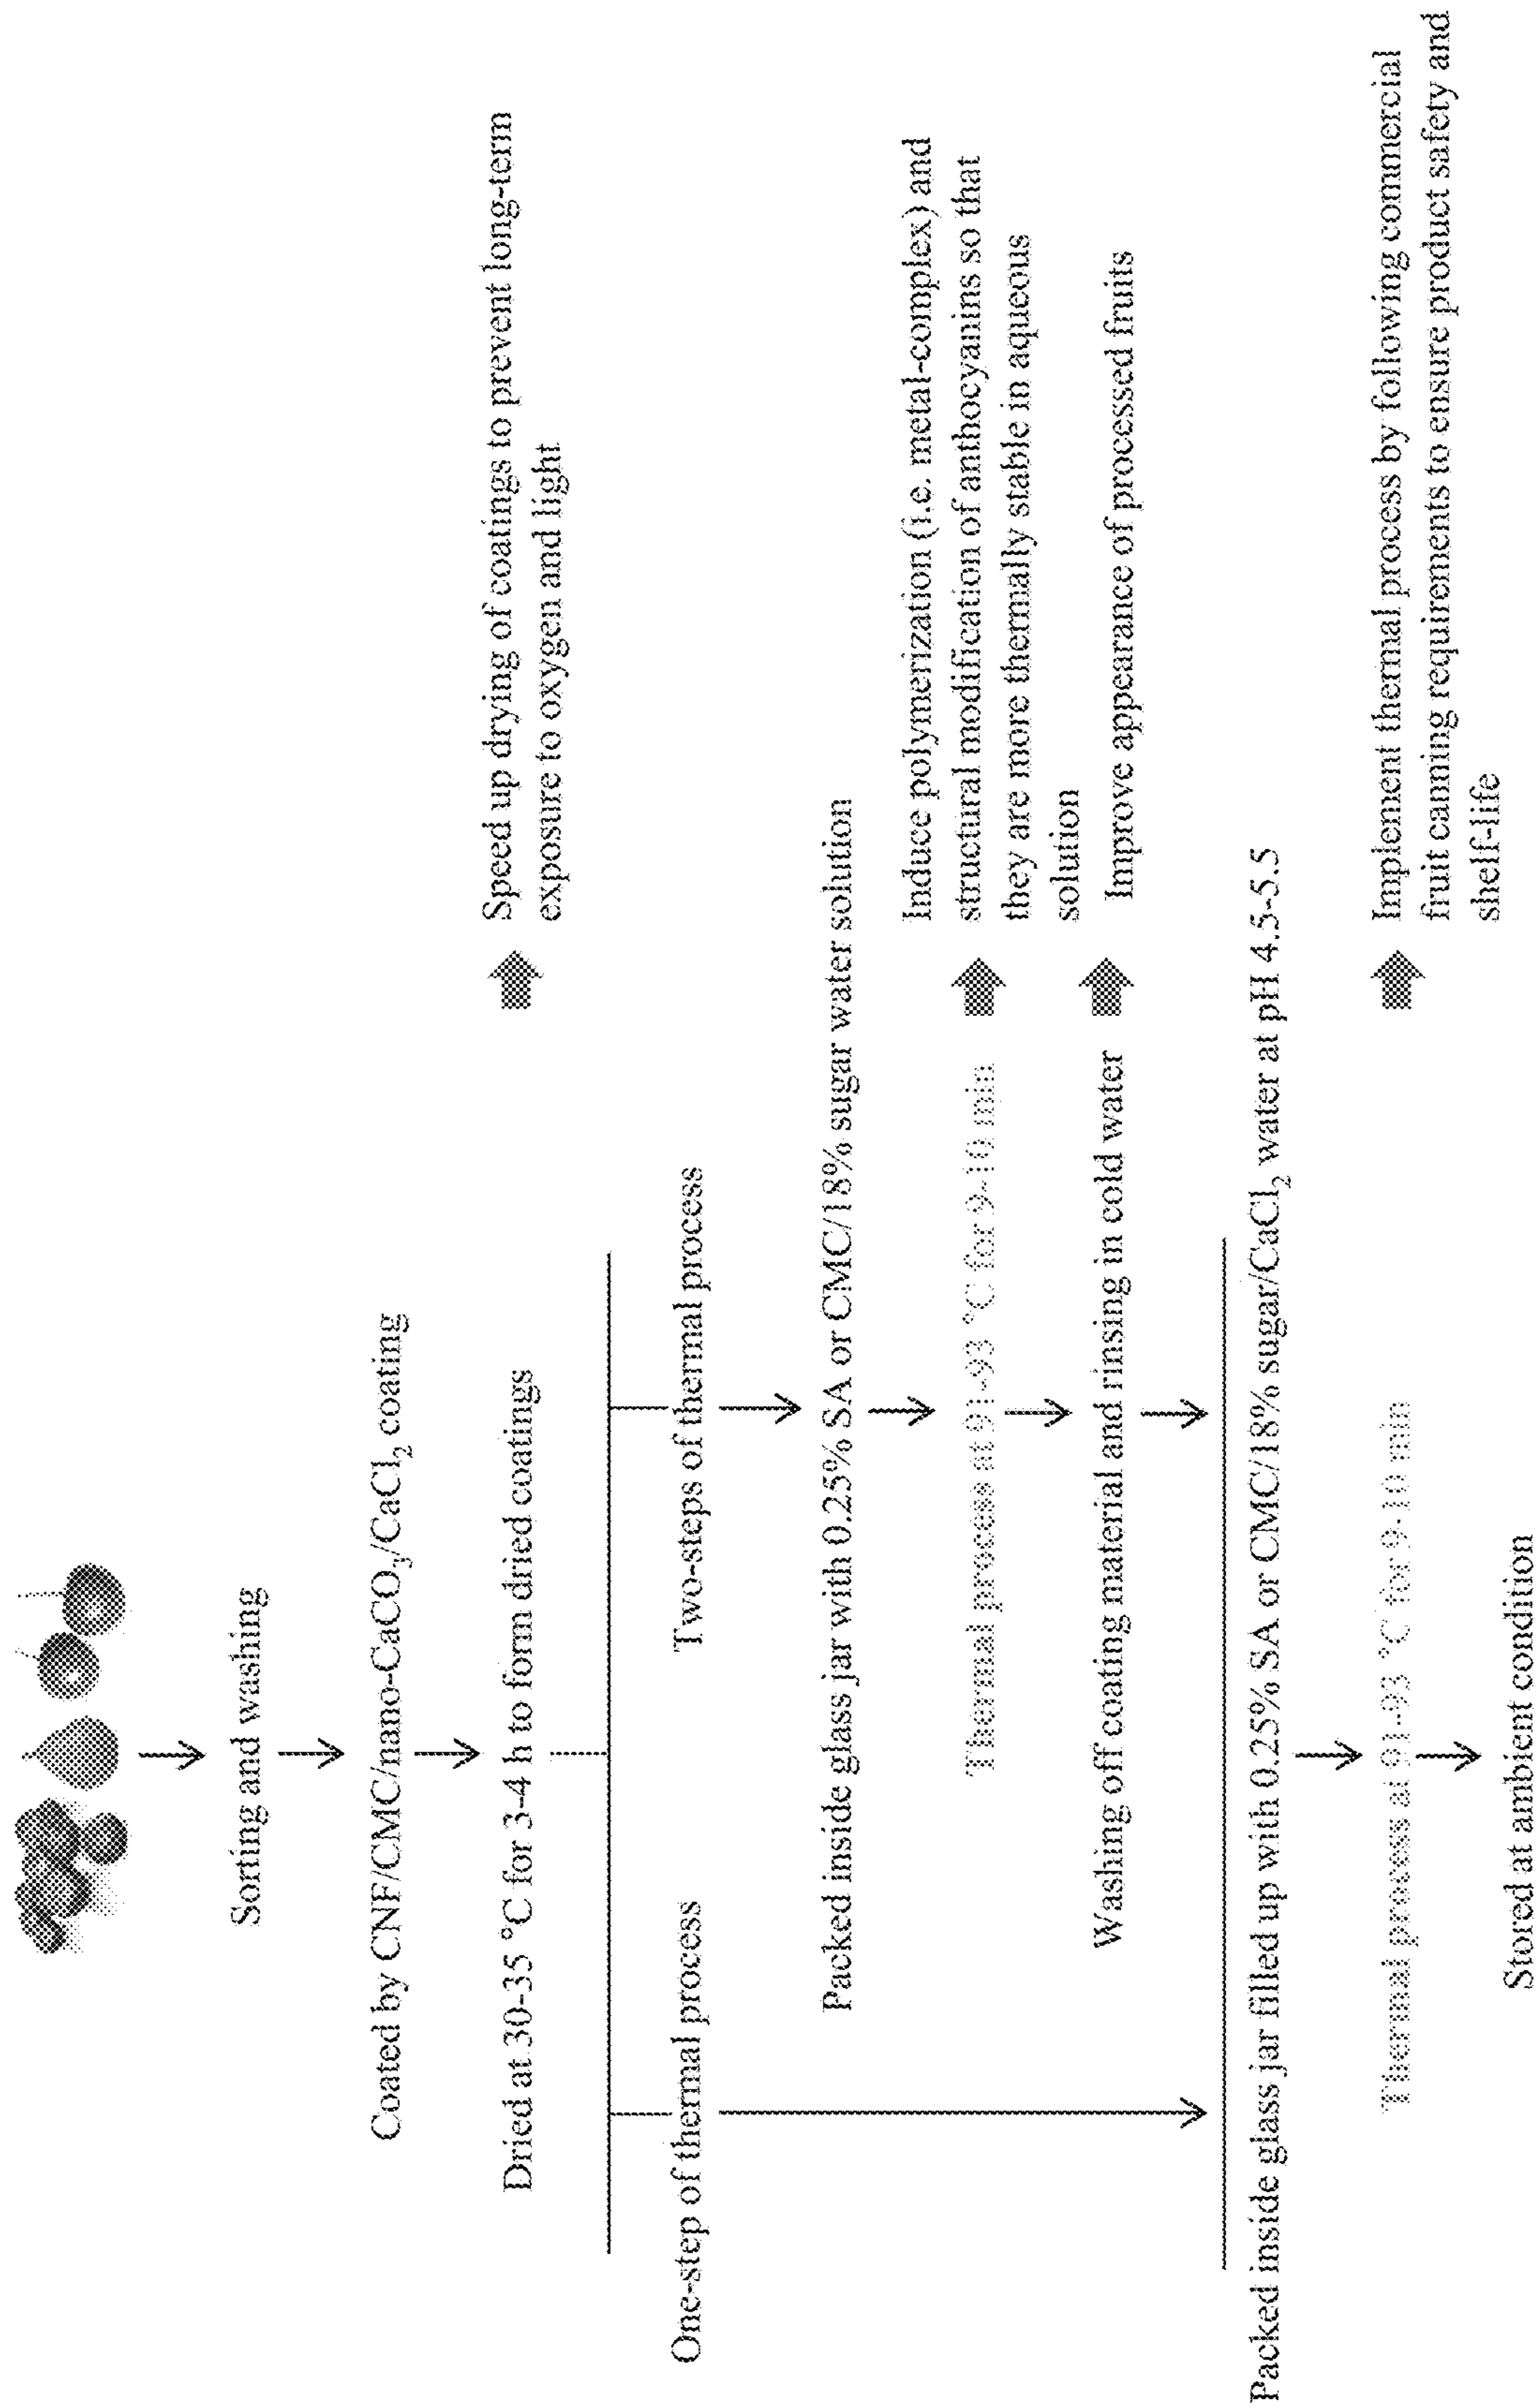 Sorting and washing
Coated by CNF/CMC/nano-CaCO₃/CaCl₂ coating
Dried at 30-35 °C for 3-4 h to form dried coatings
Speed up drying of coatings to prevent long-term
exposure to oxygen and light
One-step of thermal process
Two-steps of thermal process
Packed inside glass jar with 0.25% SA or CMC/18% sugar water solution
Thermal process at 91-93 °C for 9-10 min
Induce polymerization (i.e. metal-complex) and
structural modification of anthocyanins so that
they are more thermally stable in aqueous
solution
Washing off coating material and rinsing in cold water
Improve appearance of processed fruits
Packed inside glass jar filled up with 0.25% SA or CMC/18% sugar/CaCl₂ water at pH 4.5-5.5
Thermal process at 91-93 °C for 9-10 min
Implement thermal process by following commercial
fruit canning requirements to ensure product safety and
shelf-life
Stored at ambient condition